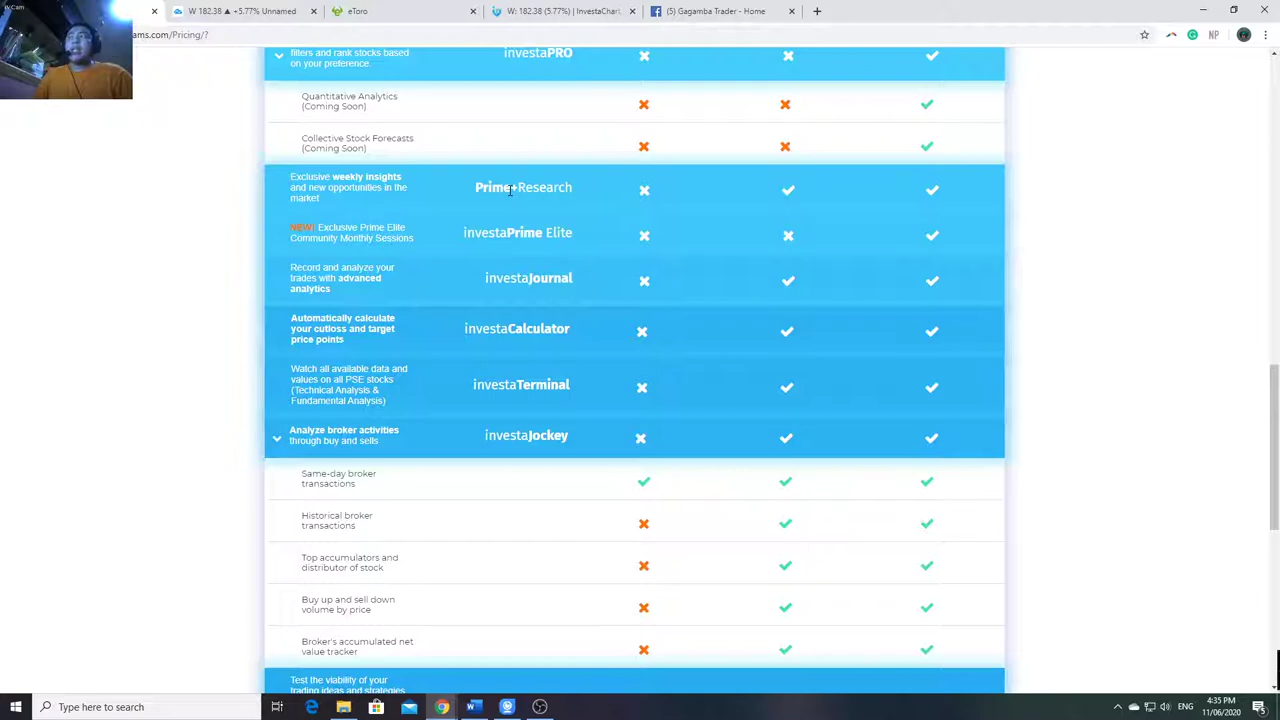 iVCam
W 182.38 ▲ +5.77% Unnamed
eToro
W 182.38 (5.77%) | InvestaChar
(5) Gagamba Trader - Home
ams.com/Pricing/?
NP
filters and rank stocks based
on your preference.
investaPRO
Quantitative Analytics
(Coming Soon)
Collective Stock Forecasts
(Coming Soon)
Exclusive weekly insights
and new opportunities in the
market
Prime+Research
NEW! Exclusive Prime Elite
Community Monthly Sessions
investaPrime Elite
Record and analyze your
trades with advanced
analytics
investaJournal
Automatically calculate
your cutloss and target
price points
investaCalculator
Watch all available data and
values on all PSE stocks
(Technical Analysis &
Fundamental Analysis)
investaTerminal
Analyze broker activities
through buy and sells
investaJockey
Same-day broker
transactions
Historical broker
transactions
Top accumulators and
distributor of stock
Buy up and sell down
volume by price
Broker's accumulated net
value tracker
Test the viability of your
trading ideas and strategies
Type here to search
4:35 PM
11/06/2020